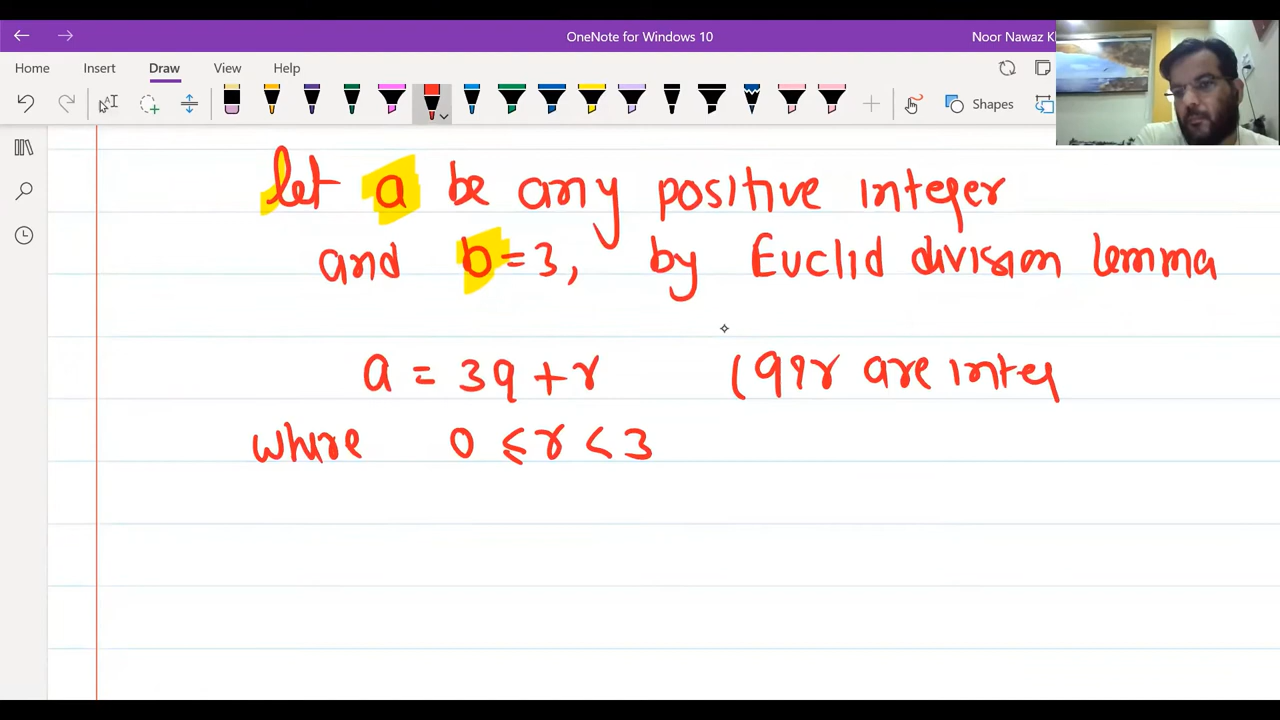 OneNote for Windows 10
Noor Nawaz K
Home Insert Draw View Help
Shapes
let a be any positive integer
and b = 3, by Euclid division lemma
a = 3q + r (q & r are integ
where 0 ≤ r < 3